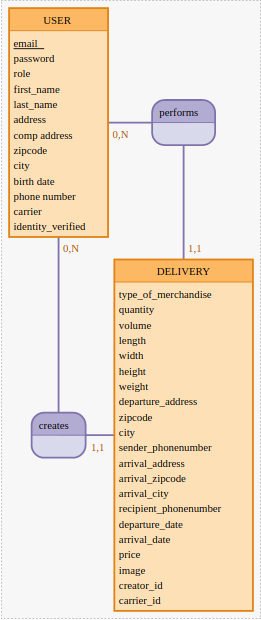 USER
email_
password
role
first_name
last_name
address
comp address
zipcode
city
birth date
phone number
carrier
identity_verified
performs
0,N
0,N
1,1
DELIVERY
type_of_merchandise
quantity
volume
length
width
height
weight
departure_address
zipcode
city
sender_phonenumber
arrival_address
arrival_zipcode
arrival_city
recipient_phonenumber
departure_date
arrival_date
price
image
creator_id
carrier_id
creates
1,1